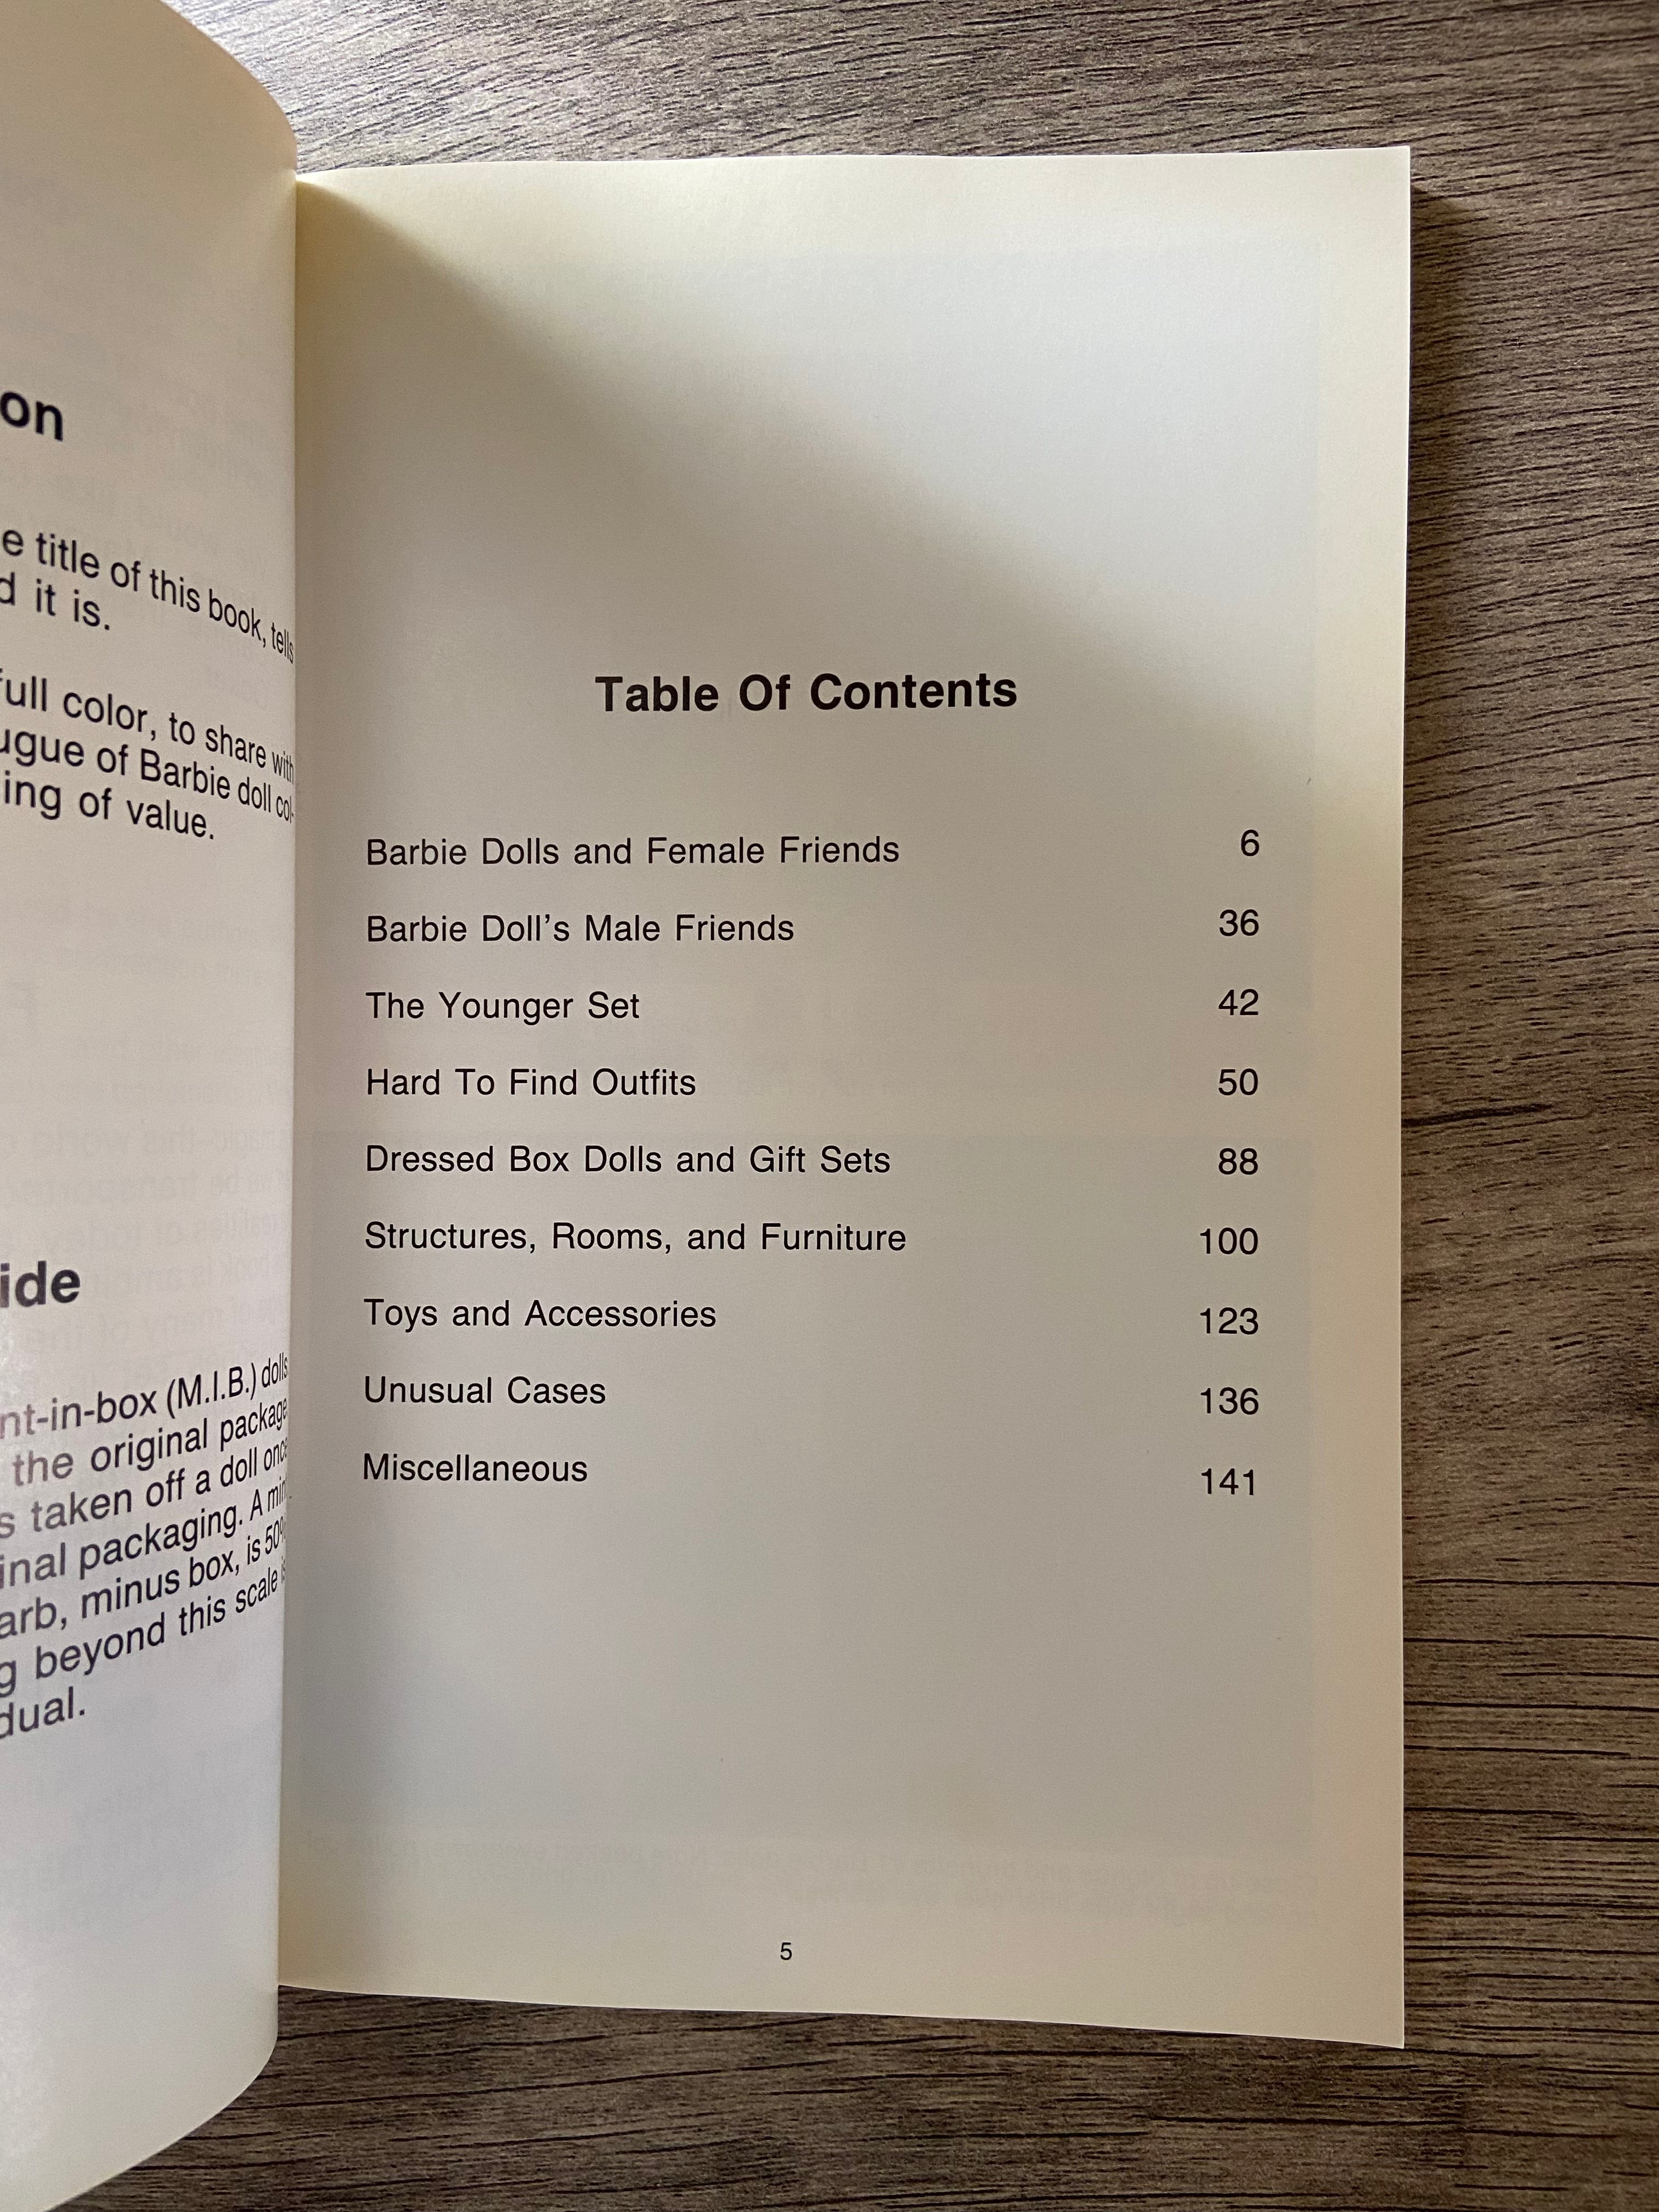 on
e title of this book, tells
d it is.
full color, to share with
ugue of Barbie doll col-
ing of value.
ide
nt-in-box (M.I.B.) dolls
the original package
s taken off a doll once
inal packaging. A mint
arb, minus box, is 50%
g beyond this scale is
dual.
Table Of Contents
Barbie Dolls and Female Friends 6
Barbie Doll's Male Friends 36
The Younger Set 42
Hard To Find Outfits 50
Dressed Box Dolls and Gift Sets 88
Structures, Rooms, and Furniture 100
Toys and Accessories 123
Unusual Cases 136
Miscellaneous 141
5